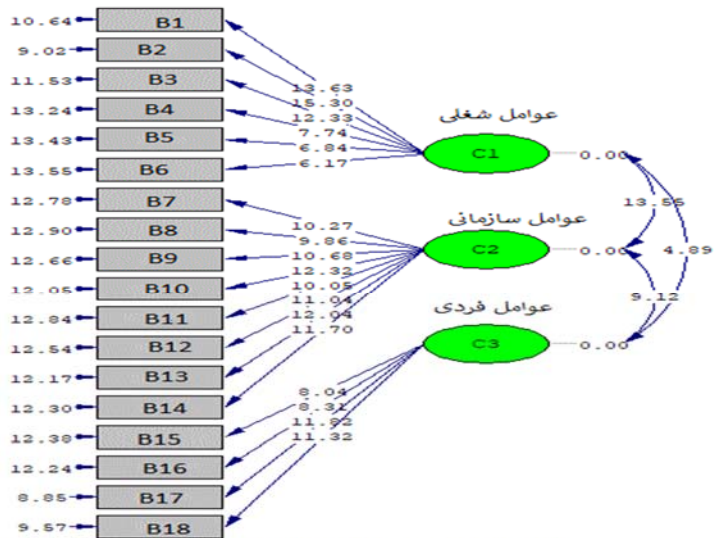 10.64 B1
9.02 B2
11.53 B3
13.24 B4
13.43 B5
13.55 B6
12.78 B7
12.90 B8
12.66 B9
12.05 B10
12.84 B11
12.54 B12
12.17 B13
12.30 B14
12.38 B15
12.24 B16
8.85 B17
9.57 B18
13.63
15.30
12.33
7.74
6.84
6.17
10.27
9.86
10.68
12.32
10.05
11.04
12.04
11.70
8.04
8.31
11.82
11.32
عوامل شغلی
C1 0.00
عوامل سازمانی
C2 0.00
عوامل فردی
C3 0.00
13.55
4.89
9.12